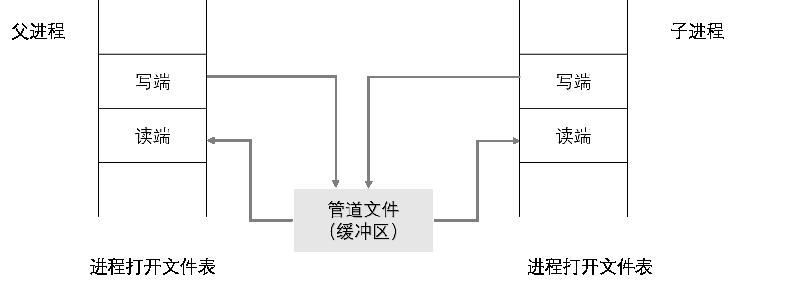 父进程
子进程
写端
写端
读端
读端
管道文件
（缓冲区）
进程打开文件表
进程打开文件表